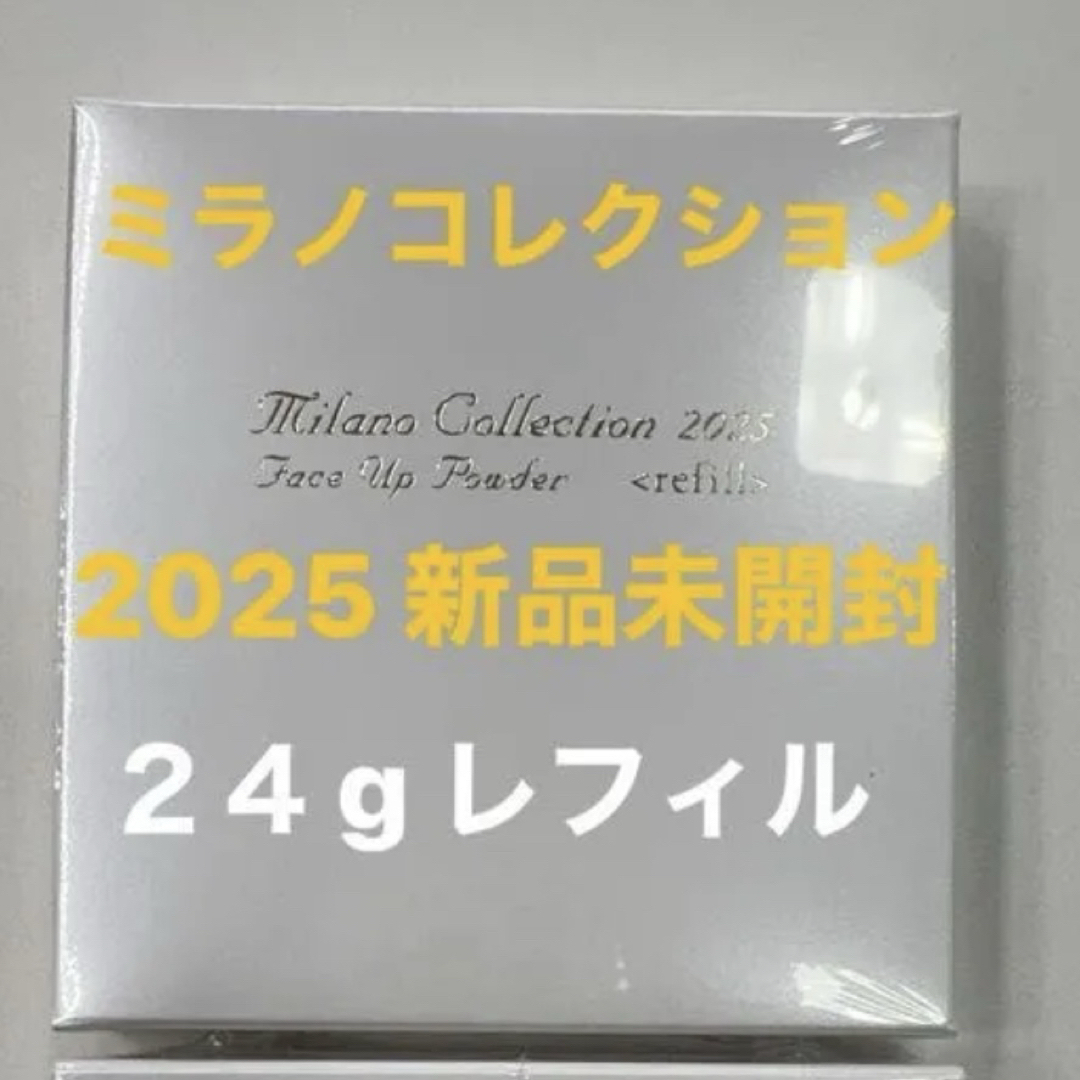 ミラノコレクション
Milano Collection 2025
Face Up Powder <refill>
2025 新品未開封
24gレフィル